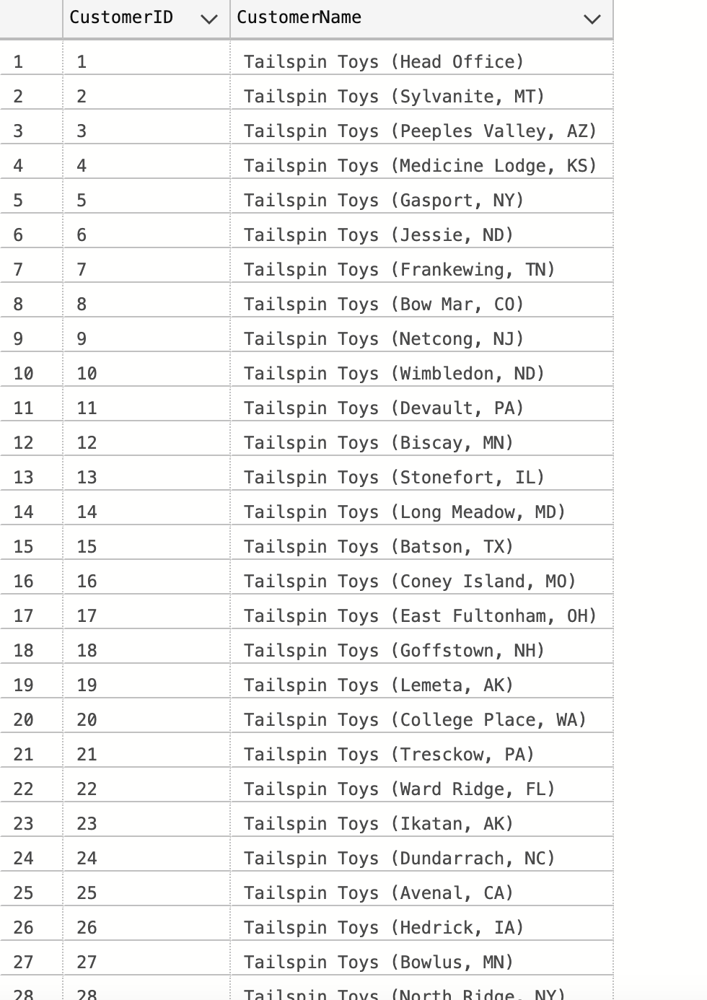 CustomerID CustomerName
1 1 Tailspin Toys (Head Office)
2 2 Tailspin Toys (Sylvanite, MT)
3 3 Tailspin Toys (Peeples Valley, AZ)
4 4 Tailspin Toys (Medicine Lodge, KS)
5 5 Tailspin Toys (Gasport, NY)
6 6 Tailspin Toys (Jessie, ND)
7 7 Tailspin Toys (Frankewing, TN)
8 8 Tailspin Toys (Bow Mar, CO)
9 9 Tailspin Toys (Netcong, NJ)
10 10 Tailspin Toys (Wimbledon, ND)
11 11 Tailspin Toys (Devault, PA)
12 12 Tailspin Toys (Biscay, MN)
13 13 Tailspin Toys (Stonefort, IL)
14 14 Tailspin Toys (Long Meadow, MD)
15 15 Tailspin Toys (Batson, TX)
16 16 Tailspin Toys (Coney Island, MO)
17 17 Tailspin Toys (East Fultonham, OH)
18 18 Tailspin Toys (Goffstown, NH)
19 19 Tailspin Toys (Lemeta, AK)
20 20 Tailspin Toys (College Place, WA)
21 21 Tailspin Toys (Tresckow, PA)
22 22 Tailspin Toys (Ward Ridge, FL)
23 23 Tailspin Toys (Ikatan, AK)
24 24 Tailspin Toys (Dundarrach, NC)
25 25 Tailspin Toys (Avenal, CA)
26 26 Tailspin Toys (Hedrick, IA)
27 27 Tailspin Toys (Bowlus, MN)
28 28 Tailspin Toys (North Ridge, NY)